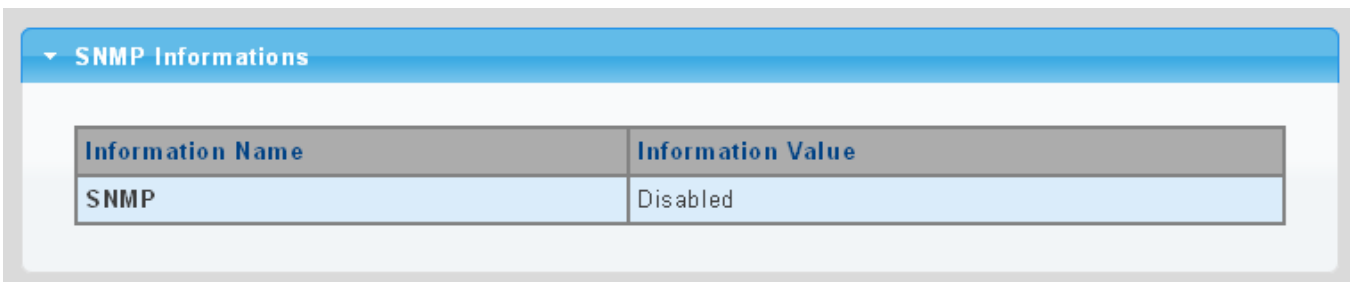 SNMP Informations
Information Name Information Value
SNMP Disabled